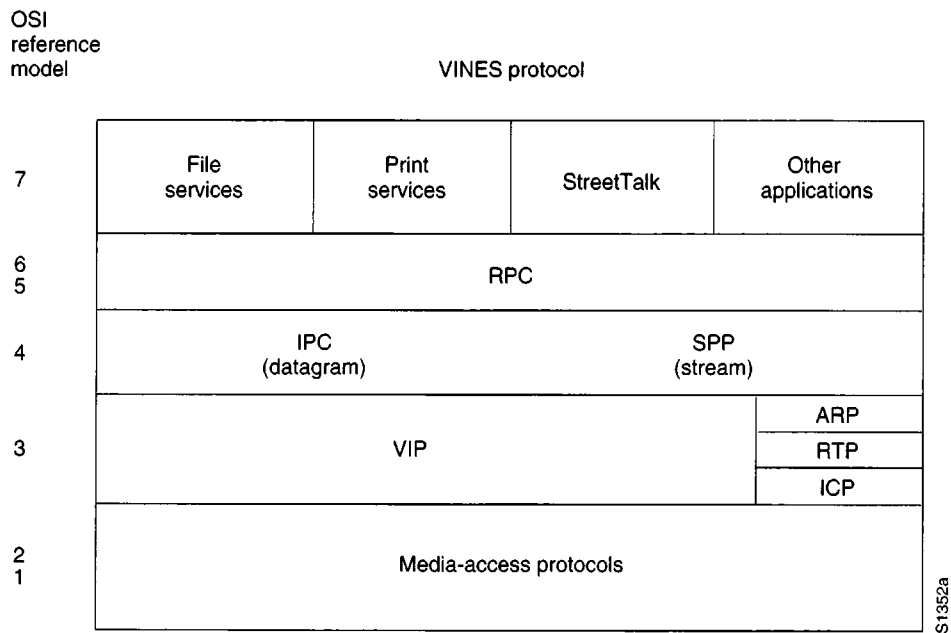 OSI
reference
model
VINES protocol
7
File
services
Print
services
StreetTalk
Other
applications
6
5
RPC
4
IPC
(datagram)
SPP
(stream)
3
VIP
ARP
RTP
ICP
2
1
Media-access protocols
S1352a